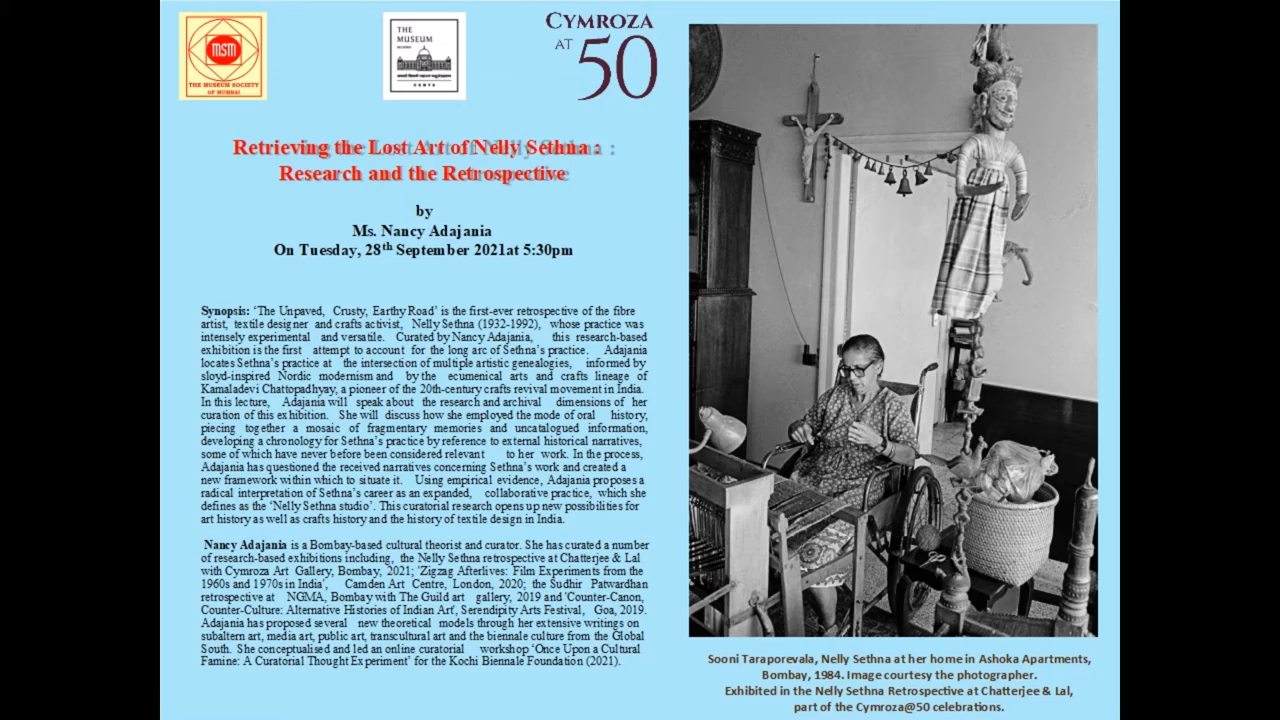 MSM
THE MUSEUM SOCIETY
OF MUMBAI
THE
MUSEUM
MUMBAI
CSMVS
CYMROZA
AT 50
Retrieving the Lost Art of Nelly Sethna :
Research and the Retrospective
by
Ms. Nancy Adajania
On Tuesday, 28th September 2021at 5:30pm
Synopsis: ‘The Unpaved, Crusty, Earthy Road’ is the first-ever retrospective of the fibre
artist, textile designer and crafts activist, Nelly Sethna (1932-1992), whose practice was
intensely experimental and versatile. Curated by Nancy Adajania, this research-based
exhibition is the first attempt to account for the long arc of Sethna’s practice. Adajania
locates Sethna’s practice at the intersection of multiple artistic genealogies, informed by
sloyd-inspired Nordic modernism and by the ecumenical arts and crafts lineage of
Kamaladevi Chattopadhyay, a pioneer of the 20th-century crafts revival movement in India.
In this lecture, Adajania will speak about the research and archival dimensions of her
curation of this exhibition. She will discuss how she employed the mode of oral history,
piecing together a mosaic of fragmentary memories and uncatalogued information,
developing a chronology for Sethna’s practice by reference to external historical narratives,
some of which have never before been considered relevant to her work. In the process,
Adajania has questioned the received narratives concerning Sethna’s work and created a
new framework within which to situate it. Using empirical evidence, Adajania proposes a
radical interpretation of Sethna’s career as an expanded, collaborative practice, which she
defines as the ‘Nelly Sethna studio’. This curatorial research opens up new possibilities for
art history as well as crafts history and the history of textile design in India.
Nancy Adajania is a Bombay-based cultural theorist and curator. She has curated a number
of research-based exhibitions including, the Nelly Sethna retrospective at Chatterjee & Lal
with Cymroza Art Gallery, Bombay, 2021; 'Zigzag Afterlives: Film Experiments from the
1960s and 1970s in India', Camden Art Centre, London, 2020; the Sudhir Patwardhan
retrospective at NGMA, Bombay with The Guild art gallery, 2019 and 'Counter-Canon,
Counter-Culture: Alternative Histories of Indian Art', Serendipity Arts Festival, Goa, 2019.
Adajania has proposed several new theoretical models through her extensive writings on
subaltern art, media art, public art, transcultural art and the biennale culture from the Global
South. She conceptualised and led an online curatorial workshop ‘Once Upon a Cultural
Famine: A Curatorial Thought Experiment’ for the Kochi Biennale Foundation (2021).
Sooni Taraporevala, Nelly Sethna at her home in Ashoka Apartments,
Bombay, 1984. Image courtesy the photographer.
Exhibited in the Nelly Sethna Retrospective at Chatterjee & Lal,
part of the Cymroza@50 celebrations.